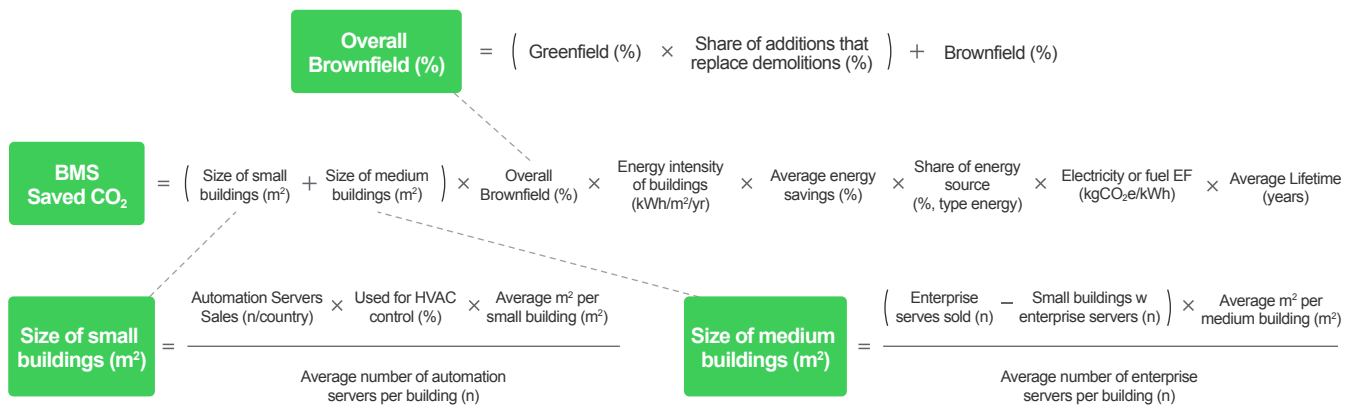 Overall
Brownfield (%)
=
( Greenfield (%) × Share of additions that
replace demolitions (%) ) + Brownfield (%)
BMS
Saved CO₂
=
( Size of small
buildings (m²)
+
Size of medium
buildings (m²) )
×
Overall
Brownfield (%)
×
Energy intensity
of buildings
(kWh/m²/yr)
×
Average energy
savings (%)
×
Share of energy
source
(%, type energy)
×
Electricity or fuel EF
(kgCO₂e/kWh)
×
Average Lifetime
(years)
Size of small
buildings (m²)
=
Automation Servers
Sales (n/country)
×
Used for HVAC
control (%)
×
Average m² per
small building (m²)
Average number of automation
servers per building (n)
Size of medium
buildings (m²)
=
( Enterprise
serves sold (n)
−
Small buildings w
enterprise servers (n) )
×
Average m² per
medium building (m²)
Average number of enterprise
servers per building (n)